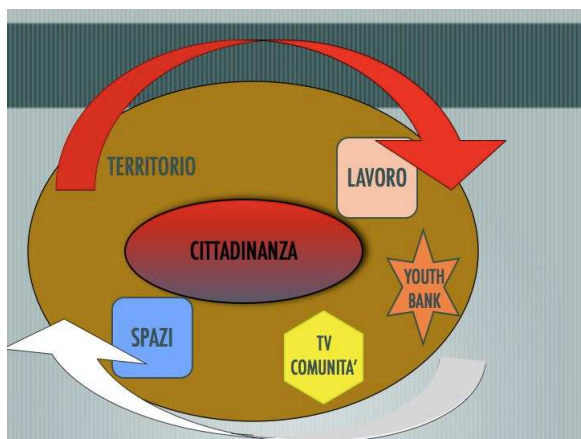 TERRITORIO
LAVORO
CITTADINANZA
YOUTH
BANK
SPAZI
TV
COMUNITA'